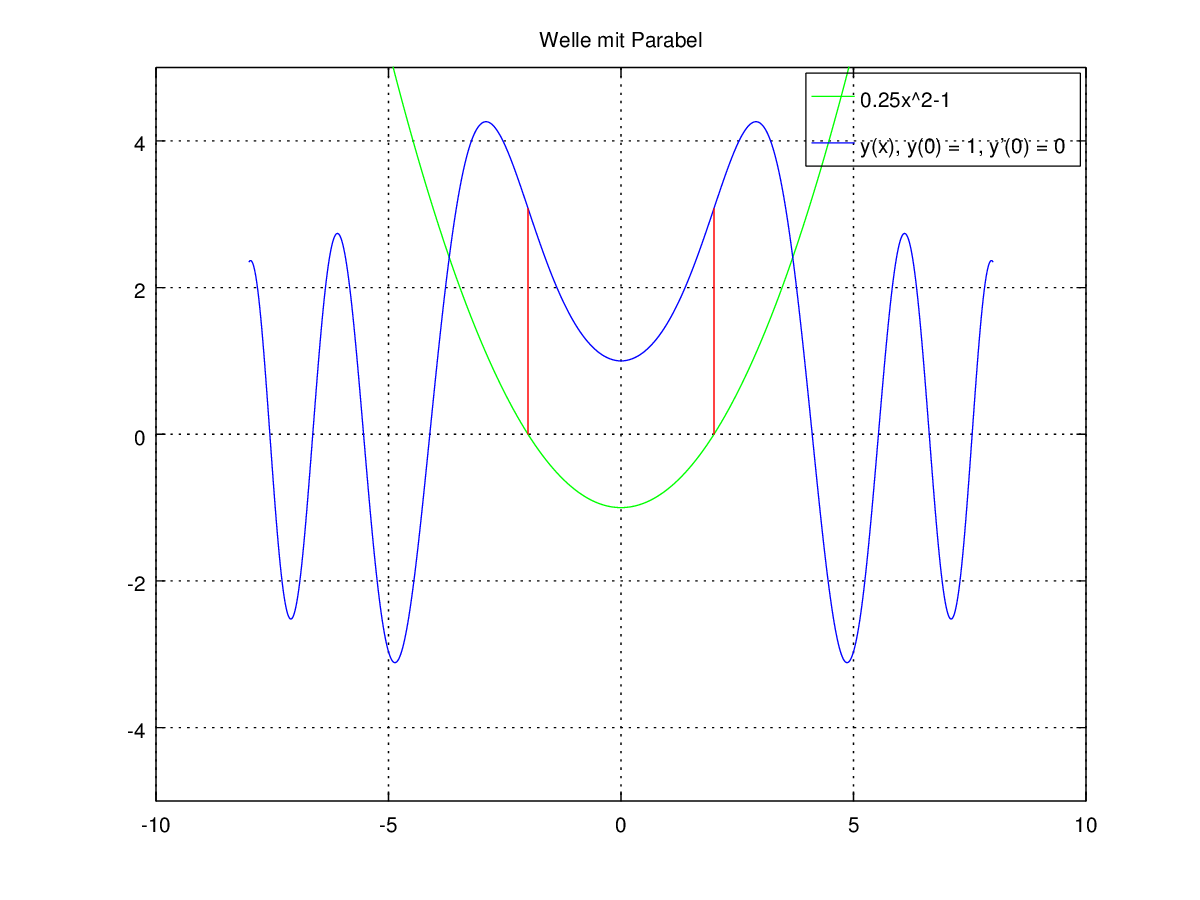 Welle mit Parabel
0.25x^2-1
y(x), y(0) = 1, y'(0) = 0
4
2
0
-2
-4
-10 -5 0 5 10